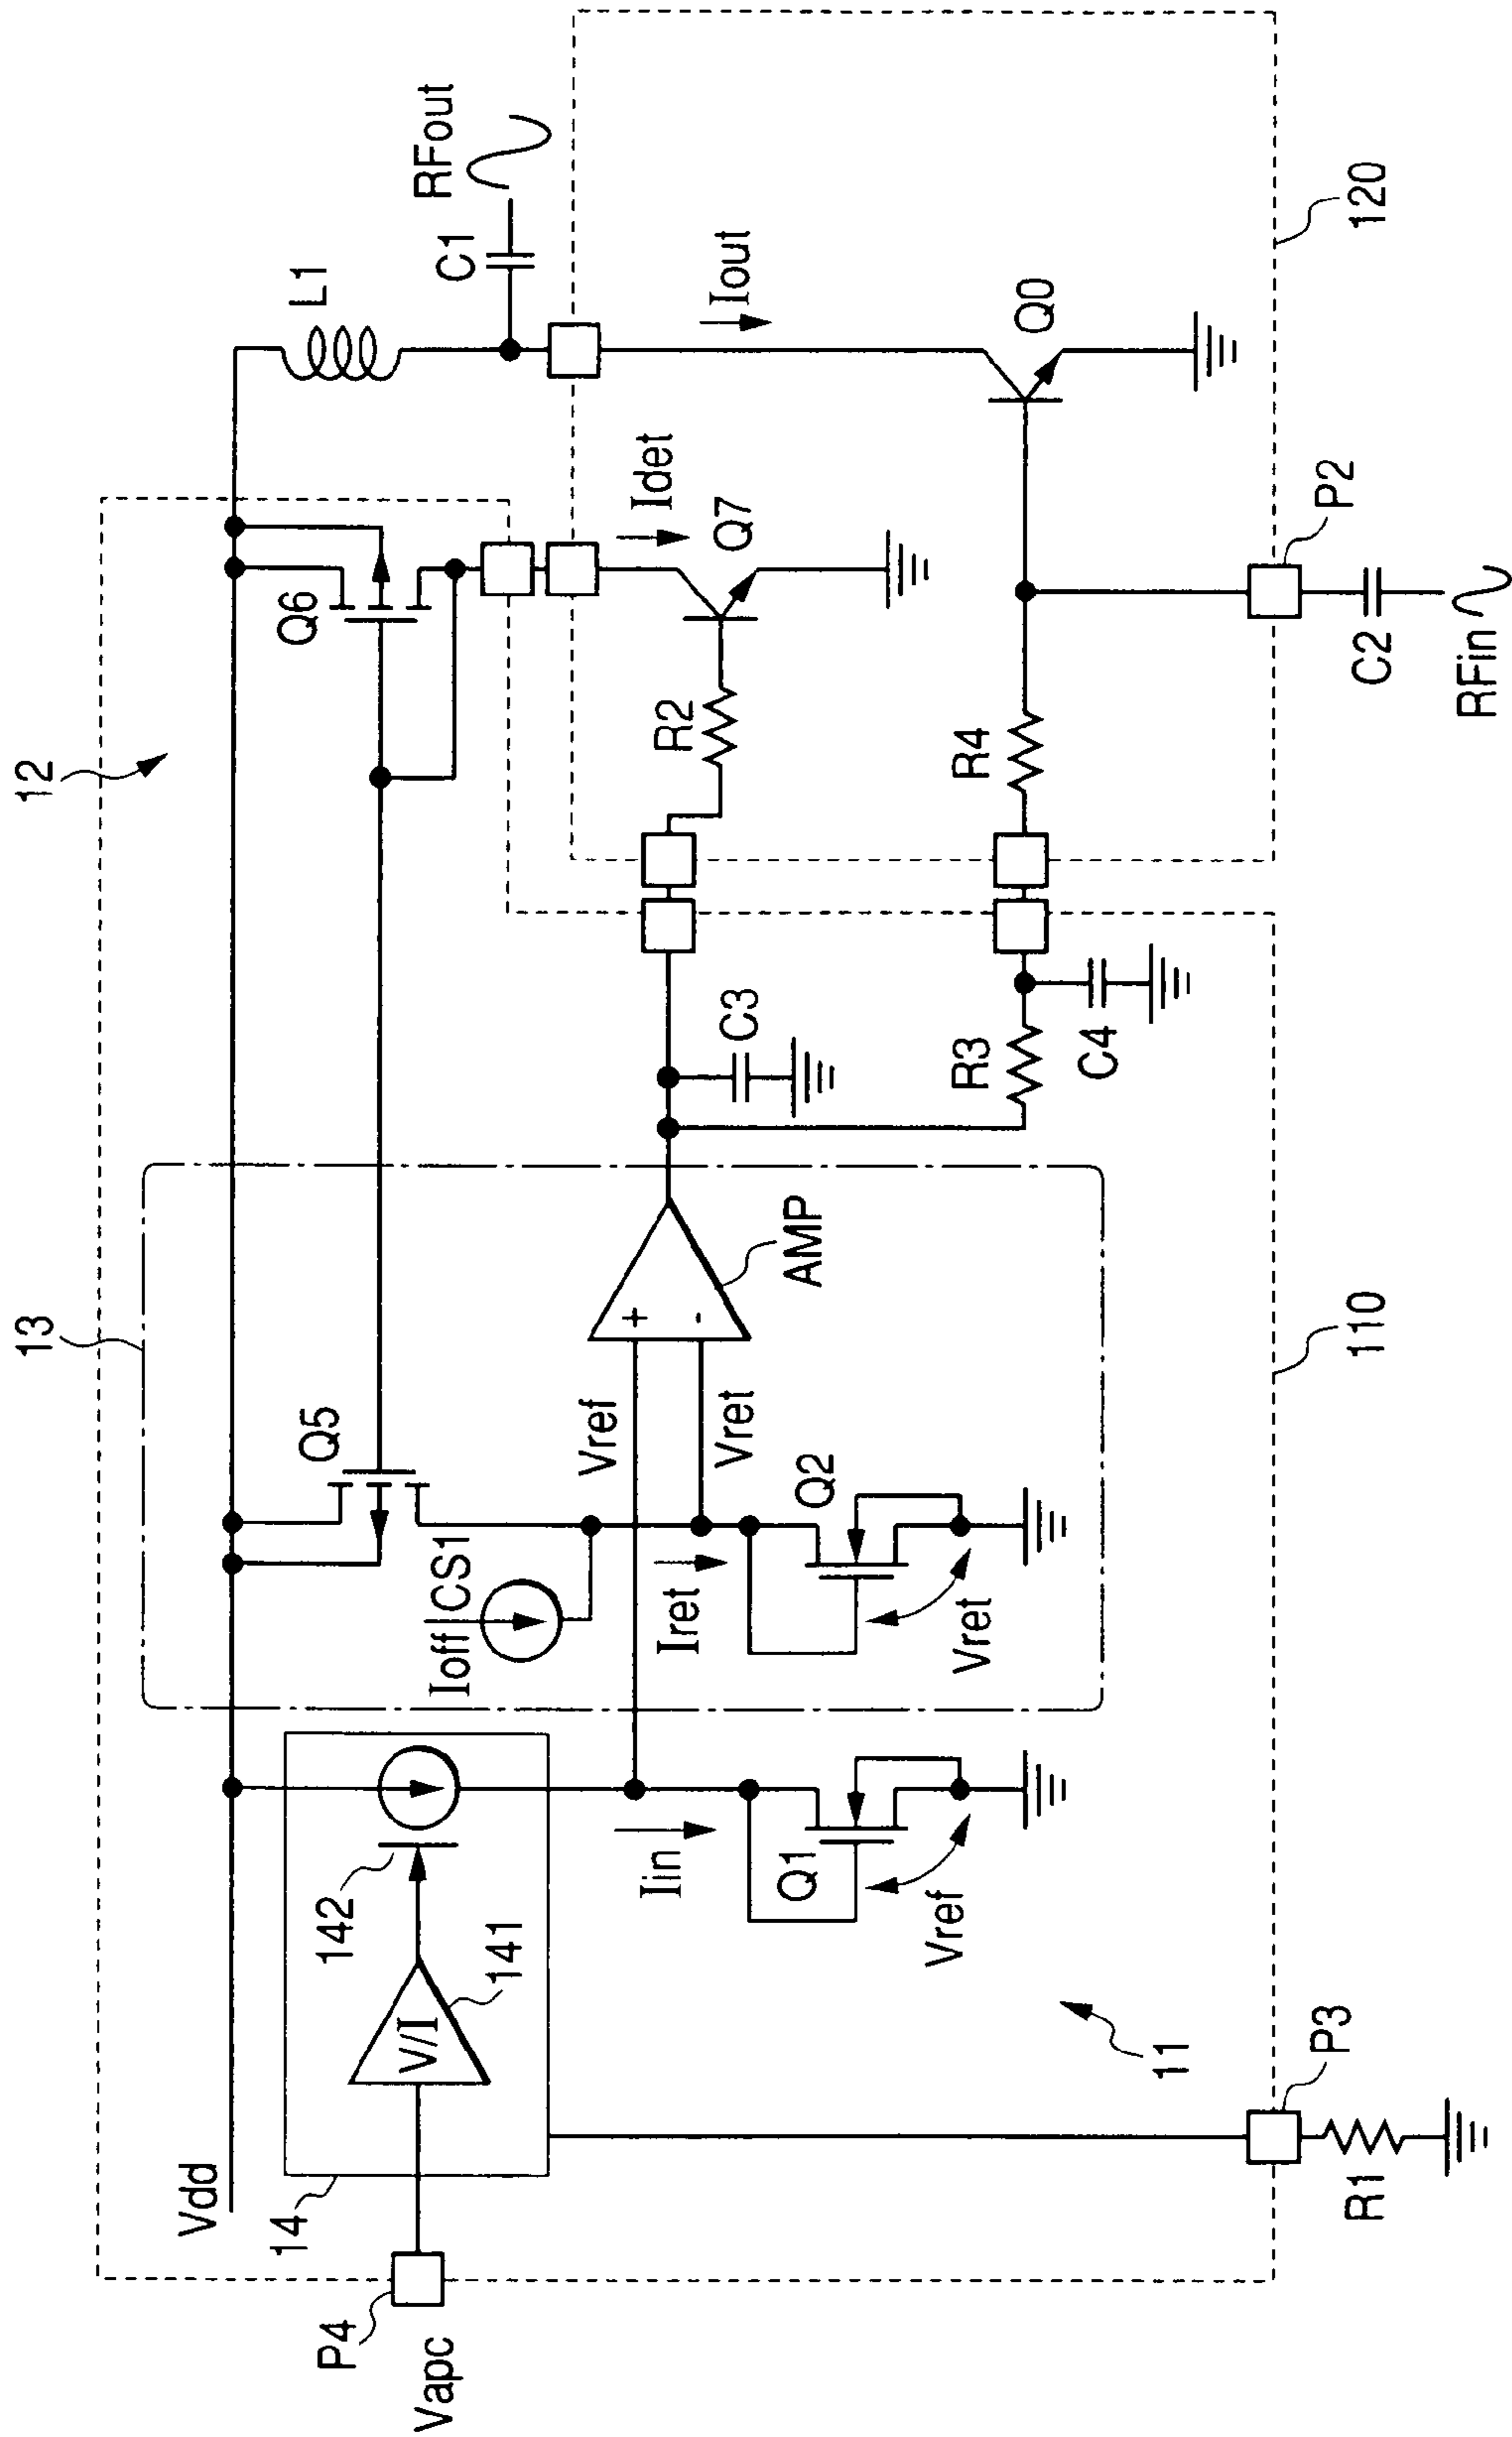 12
13
Vdd
14
P4
Vapc
V/I
141
142
Iin
Q1
Vref
11
P3
R1
Q5
Ioff
CS1
Vref
Vret
Iret
Q2
Vret
+
-
AMP
110
C3
R3
C4
Q6
Idet
Q7
R2
R4
L1
C1
RFout
Iout
Q0
120
P2
C2
RFin